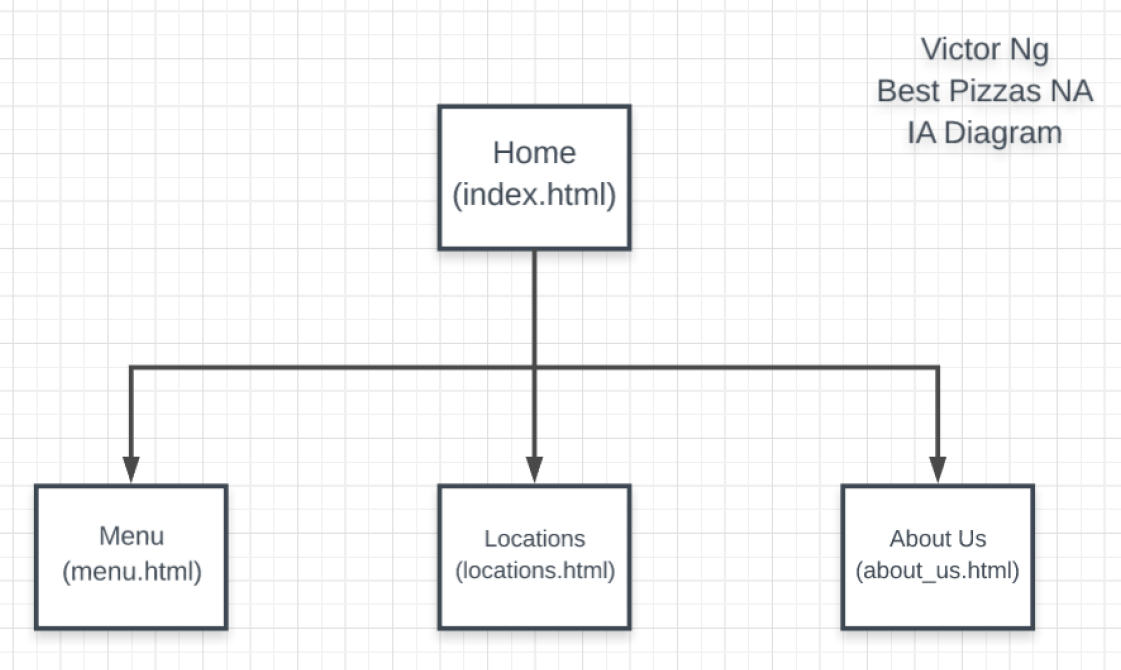 Victor Ng
Best Pizzas NA
IA Diagram
Home
(index.html)
Menu
(menu.html)
Locations
(locations.html)
About Us
(about_us.html)